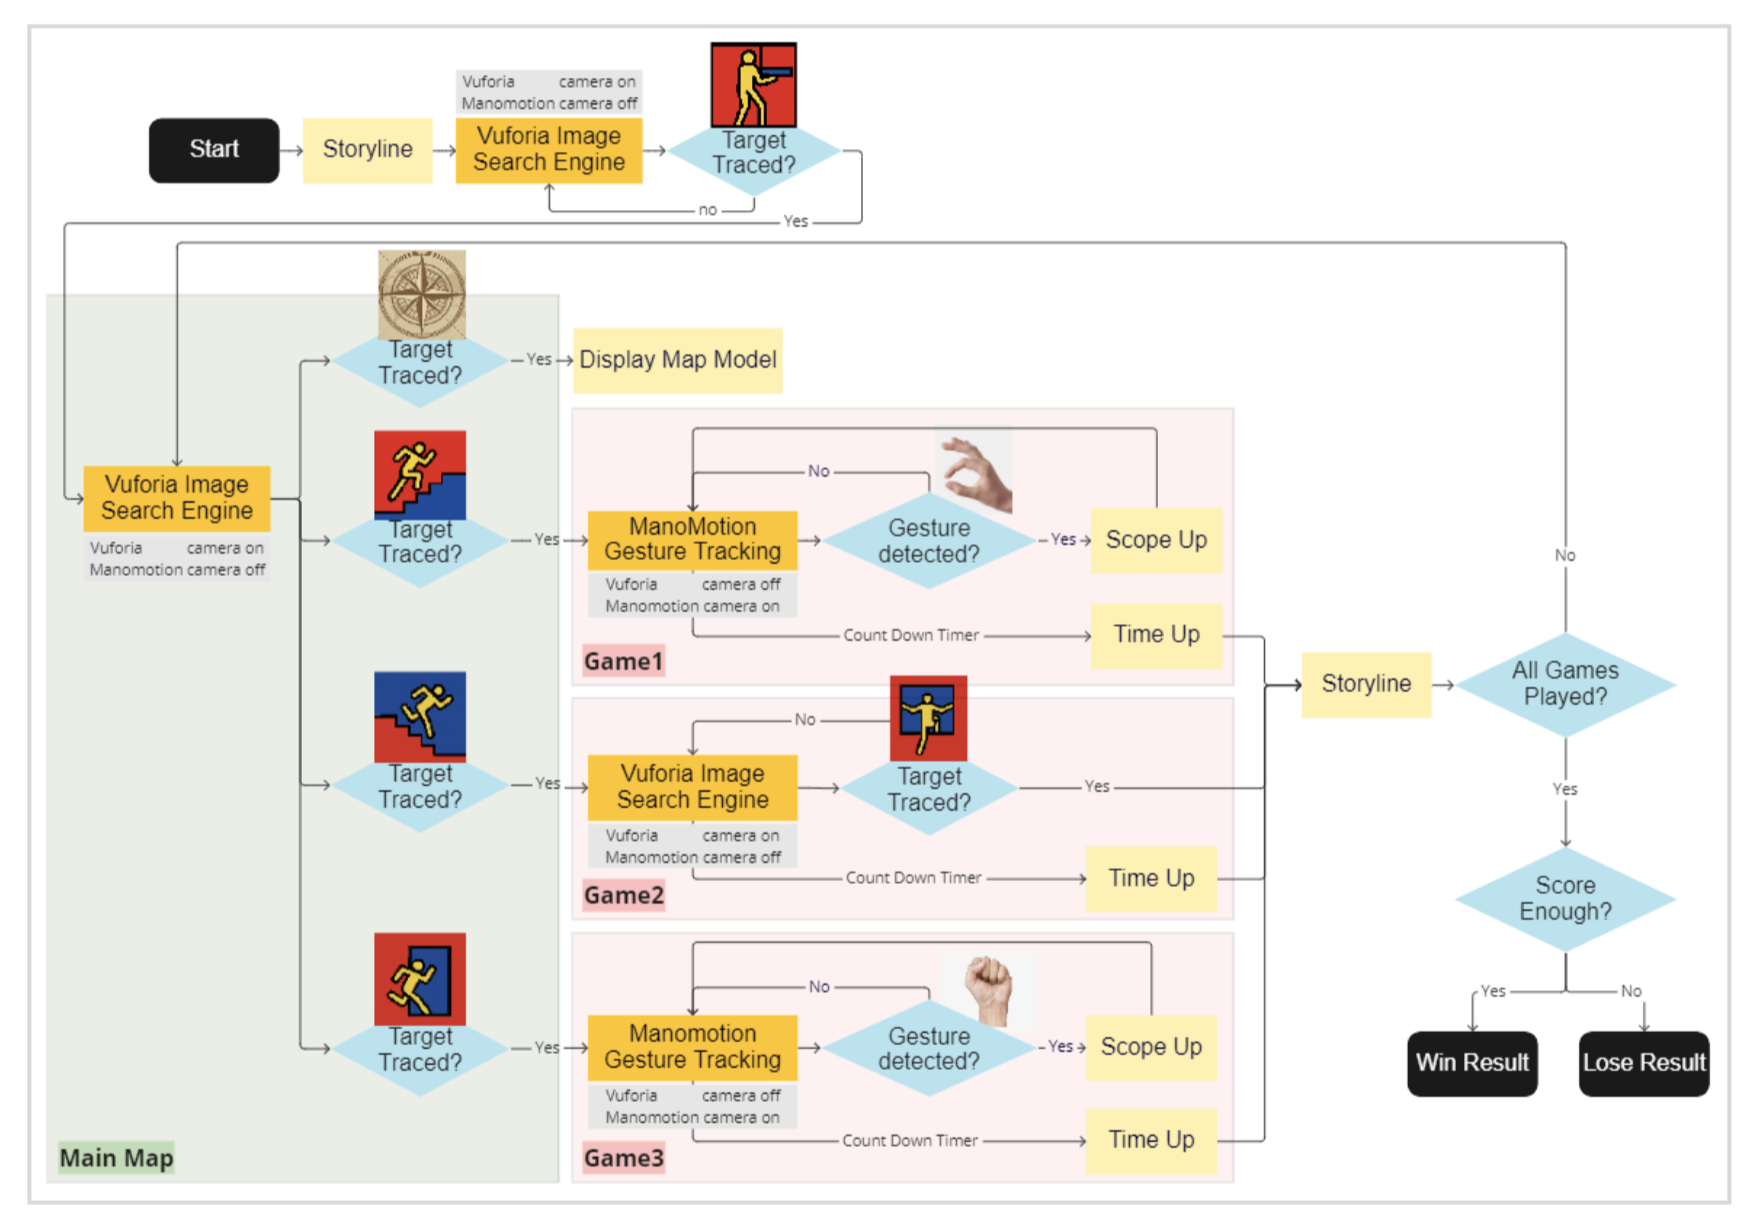 Vuforia camera on
Manomotion camera off
Start
Storyline
Vuforia Image
Search Engine
Target
Traced?
no
Yes
Target
Traced?
Yes
Display Map Model
Vuforia Image
Search Engine
Vuforia camera on
Manomotion camera off
Target
Traced?
Yes
No
ManoMotion
Gesture Tracking
Vuforia camera off
Manomotion camera on
Gesture
detected?
Yes
Scope Up
Count Down Timer
Time Up
Game1
Target
Traced?
Yes
No
Vuforia Image
Search Engine
Vuforia camera on
Manomotion camera off
Target
Traced?
Yes
Count Down Timer
Time Up
Game2
Target
Traced?
Yes
No
Manomotion
Gesture Tracking
Vuforia camera off
Manomotion camera on
Gesture
detected?
Yes
Scope Up
Count Down Timer
Time Up
Game3
Main Map
Storyline
All Games
Played?
No
Yes
Score
Enough?
Yes
No
Win Result
Lose Result